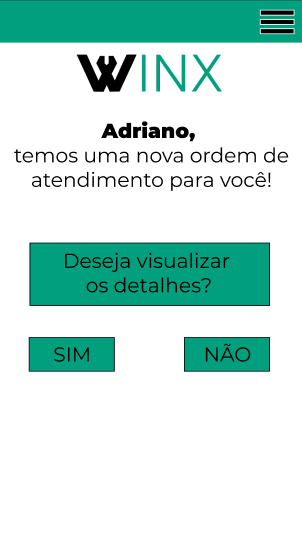 WINX
Adriano,
temos uma nova ordem de
atendimento para você!
Deseja visualizar
os detalhes?
SIM
NÃO